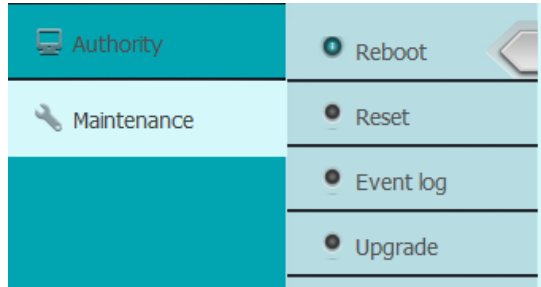 Authority
Maintenance
Reboot
Reset
Event log
Upgrade